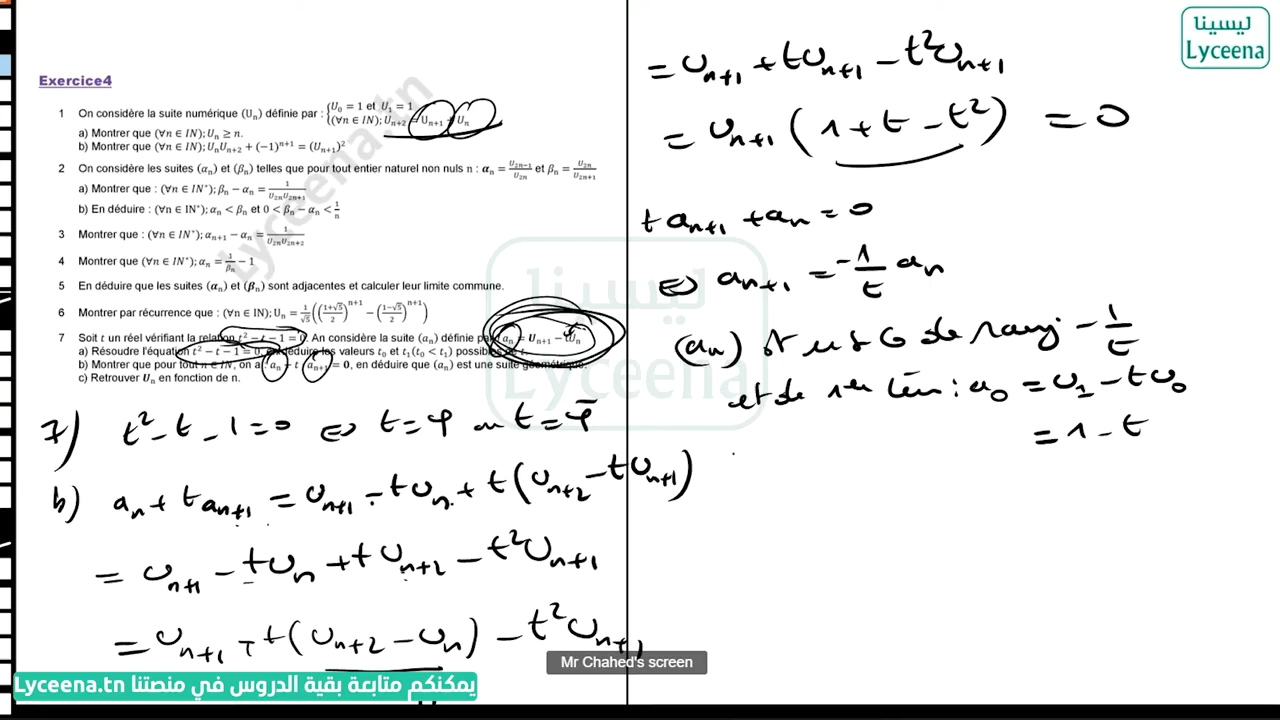 Exercice4
1 On considère la suite numérique (Uₙ) définie par : {U₀ = 1 et U₁ = 1
(∀n ∈ IN); Uₙ₊₂ = Uₙ₊₁ + Uₙ
a) Montrer que (∀n ∈ IN); Uₙ ≥ n.
b) Montrer que (∀n ∈ IN); UₙUₙ₊₂ + (−1)ⁿ⁺¹ = (Uₙ₊₁)²
2 On considère les suites (αₙ) et (βₙ) telles que pour tout entier naturel non nuls n : αₙ = U₂ₙ₋₁/U₂ₙ et βₙ = U₂ₙ/U₂ₙ₊₁
a) Montrer que : (∀n ∈ IN*); βₙ − αₙ = 1/(U₂ₙU₂ₙ₊₁)
b) En déduire : (∀n ∈ IN*); αₙ < βₙ et 0 < βₙ − αₙ < 1/n
3 Montrer que : (∀n ∈ IN*); αₙ₊₁ − αₙ = 1/(U₂ₙU₂ₙ₊₂)
4 Montrer que (∀n ∈ IN*); αₙ = 1/βₙ − 1
5 En déduire que les suites (αₙ) et (βₙ) sont adjacentes et calculer leur limite commune.
6 Montrer par récurrence que : (∀n ∈ IN); Uₙ = 1/√5 (((1+√5)/2)ⁿ⁺¹ − ((1−√5)/2)ⁿ⁺¹)
7 Soit t un réel vérifiant la relation t² − t − 1 = 0. An considère la suite (aₙ) définie par aₙ = Uₙ₊₁ − tUₙ
a) Résoudre l'équation t² − t − 1 = 0, en déduire les valeurs t₀ et t₁(t₀ < t₁) possibles de t.
b) Montrer que pour tout n ∈ IN, on a: aₙ + t aₙ₊₁ = 0, en déduire que (aₙ) est une suite géométrique.
c) Retrouver Uₙ en fonction de n.
7) t² − t − 1 = 0 ⇔ t = φ ou t = φ̄
b) aₙ + t aₙ₊₁ = Uₙ₊₁ − tUₙ + t(Uₙ₊₂ − tUₙ₊₁)
= Uₙ₊₁ − tUₙ + tUₙ₊₂ − t²Uₙ₊₁
= Uₙ₊₁ + t(Uₙ₊₂ − Uₙ) − t²Uₙ₊₁
= Uₙ₊₁ + tUₙ₊₁ − t²Uₙ₊₁
= Uₙ₊₁(1 + t − t²) = 0
t aₙ₊₁ + aₙ = 0
⇔ aₙ₊₁ = −1/t aₙ
(aₙ) st une SG de raison −1/t
et de 1er term : a₀ = U₁ − tU₀
= 1 − t
ليسينا
Lyceena
Lyceena.tn
ليسينا
Lyceena
Mr Chahed's screen
يمكنكم متابعة بقية الدروس في منصتنا Lyceena.tn